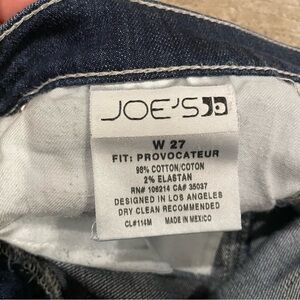 JOE'S
W 27
FIT: PROVOCATEUR
98% COTTON/COTON
2% ELASTAN
RN# 106214 CA# 35037
DESIGNED IN LOS ANGELES
DRY CLEAN RECOMMENDED
CL#114M MADE IN MEXICO